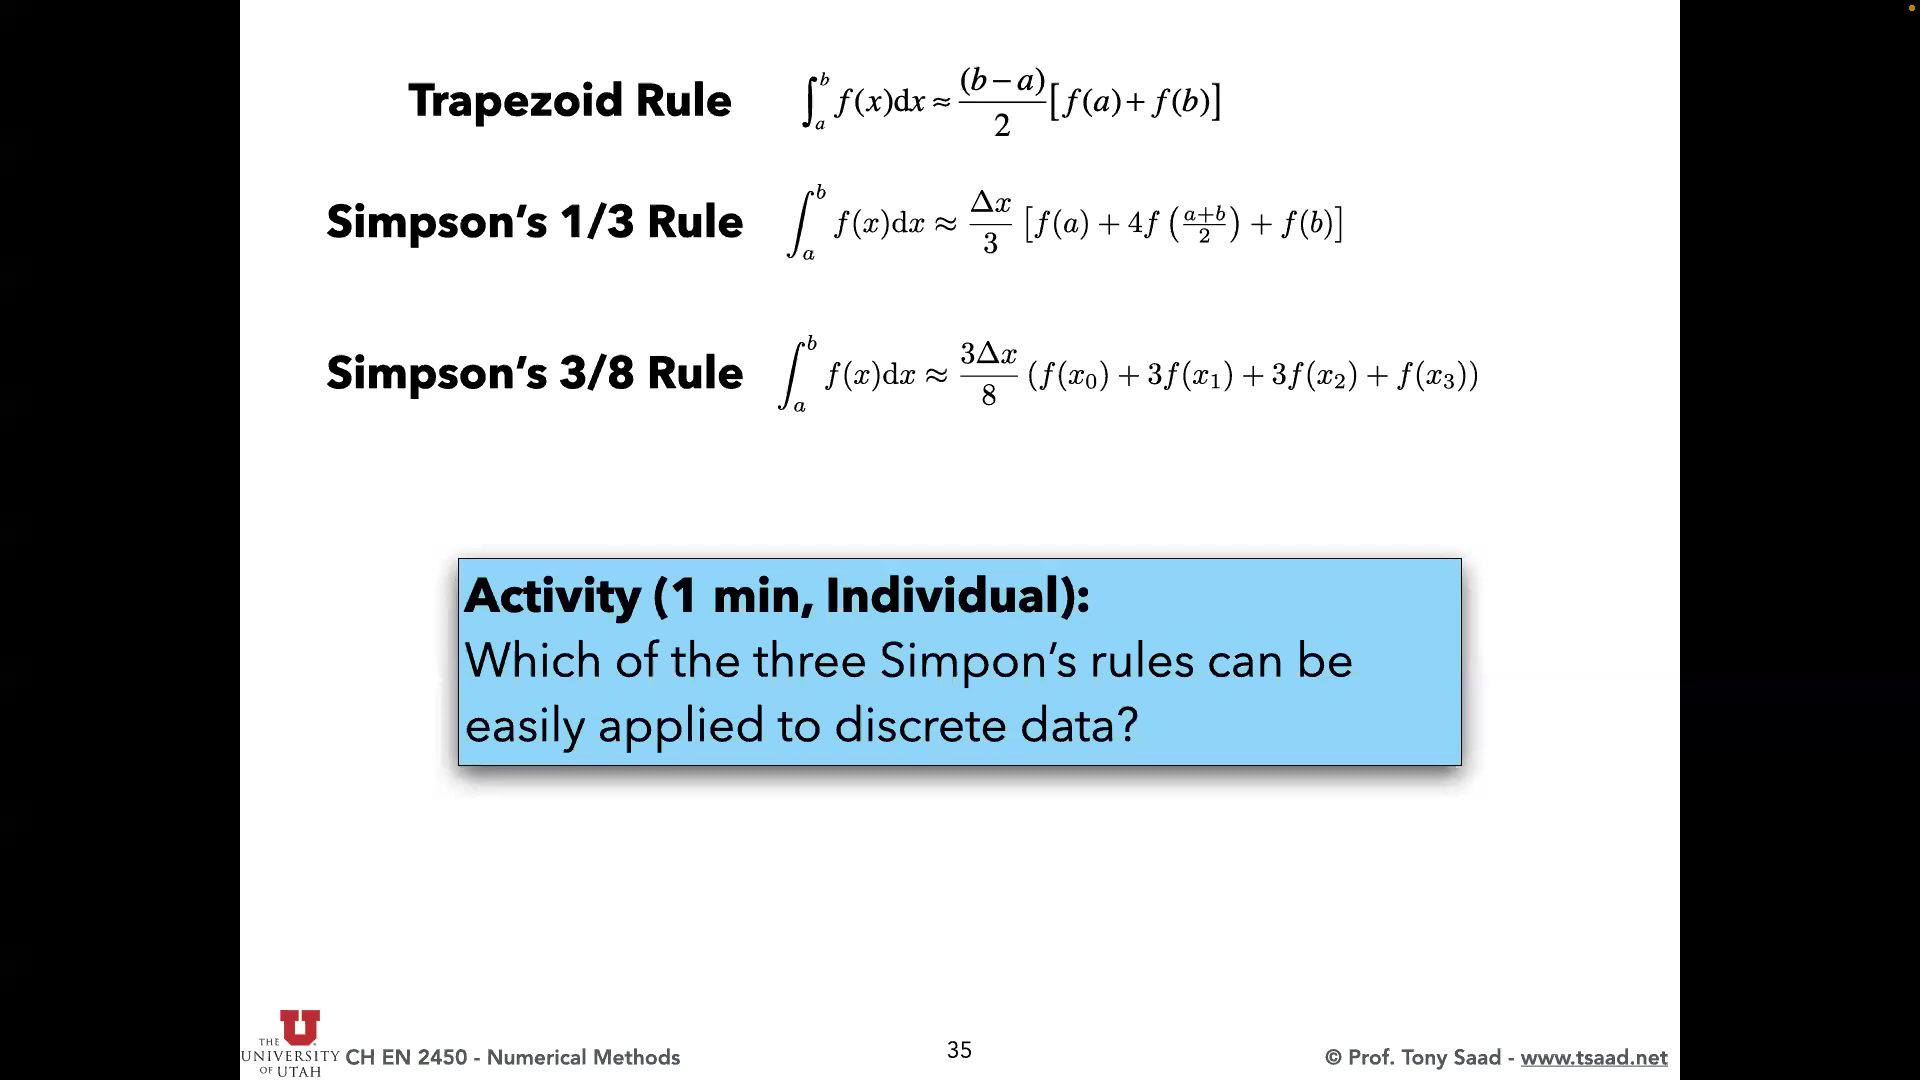 Trapezoid Rule ∫ₐᵇ f(x)dx ≈ (b − a)/2 [f(a) + f(b)]
Simpson’s 1/3 Rule ∫ₐᵇ f(x)dx ≈ Δx/3 [f(a) + 4f((a+b)/2) + f(b)]
Simpson’s 3/8 Rule ∫ₐᵇ f(x)dx ≈ 3Δx/8 (f(x₀) + 3f(x₁) + 3f(x₂) + f(x₃))
Activity (1 min, Individual):
Which of the three Simpon’s rules can be
easily applied to discrete data?
THE
UNIVERSITY
OF UTAH
CH EN 2450 - Numerical Methods
35
© Prof. Tony Saad - www.tsaad.net